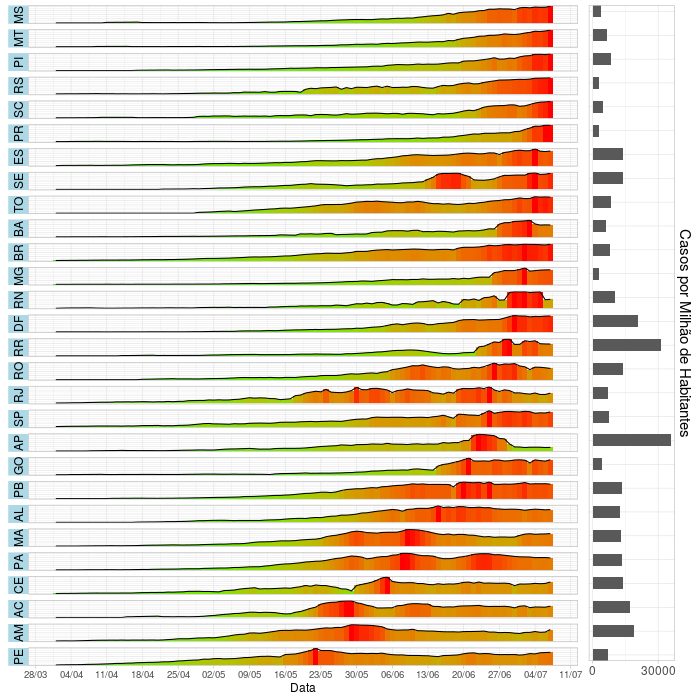 MS
MT
PI
RS
SC
PR
ES
SE
TO
BA
BR
MG
RN
DF
RR
RO
RJ
SP
AP
GO
PB
AL
MA
PA
CE
AC
AM
PE
28/03 04/04 11/04 18/04 25/04 02/05 09/05 16/05 23/05 30/05 06/06 13/06 20/06 27/06 04/07 11/07
Data
0 30000
Casos por Milhão de Habitantes